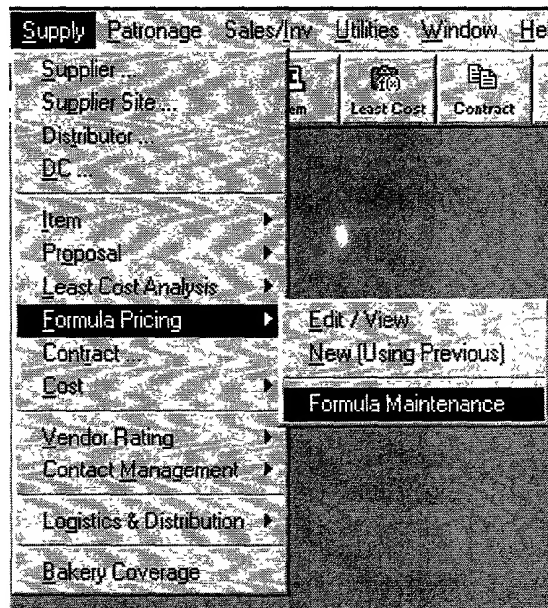 Supply Patronage Sales/Inv Utilities Window He
em Least Cost Contract
Supplier ...
Supplier Site ...
Distributor ...
DC ...
Item
Proposal
Least Cost Analysis
Formula Pricing
Contract ...
Cost
Vendor Rating
Contact Management
Logistics & Distribution
Bakery Coverage
Edit / View
New (Using Previous)
Formula Maintenance